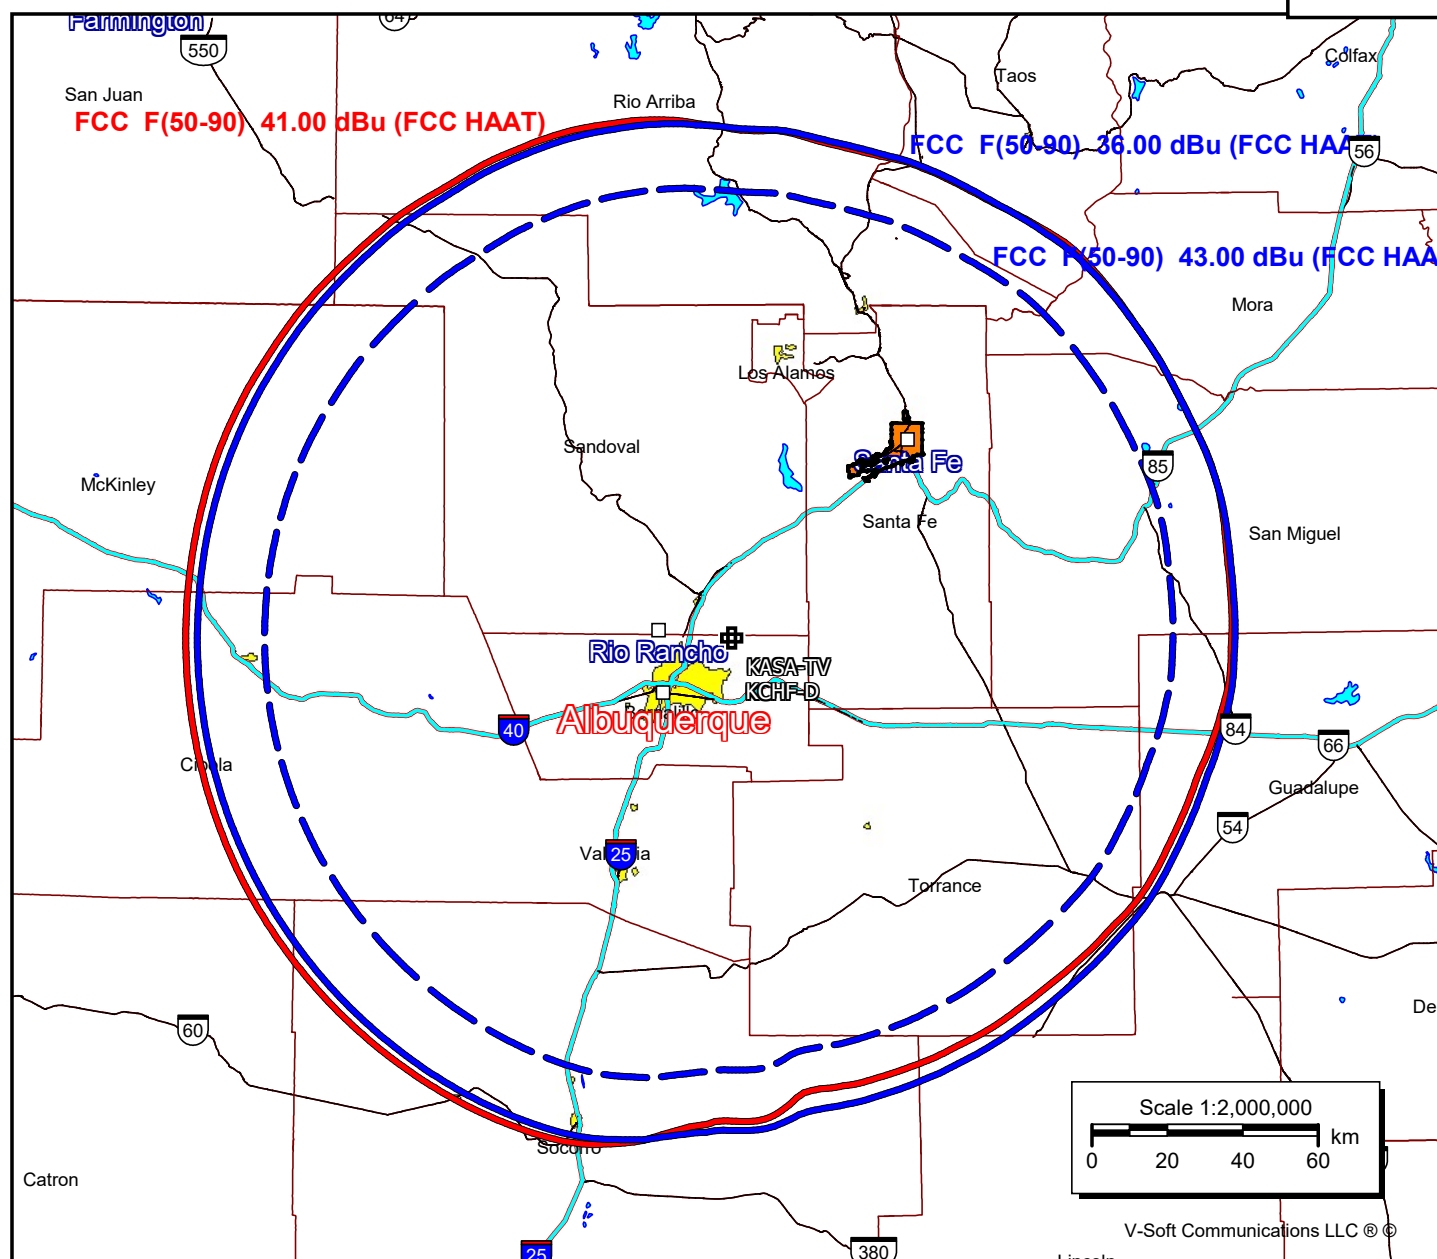 Farmington
64
550
Colfax
Taos
San Juan
Rio Arriba
FCC F(50-90) 41.00 dBu (FCC HAAT)
FCC F(50-90) 36.00 dBu (FCC HAA
56
FCC F(50-90) 43.00 dBu (FCC HAA
Mora
Los Alamos
Sandoval
Santa Fe
85
McKinley
Santa Fe
San Miguel
Rio Rancho
KASA-TV
KCHF-D
Albuquerque
40
84
66
Cibola
Guadalupe
54
25
Torrance
De
60
Scale 1:2,000,000
km
0 20 40 60
Socorro
Catron
V-Soft Communications LLC ® ©
25
380
Lincoln